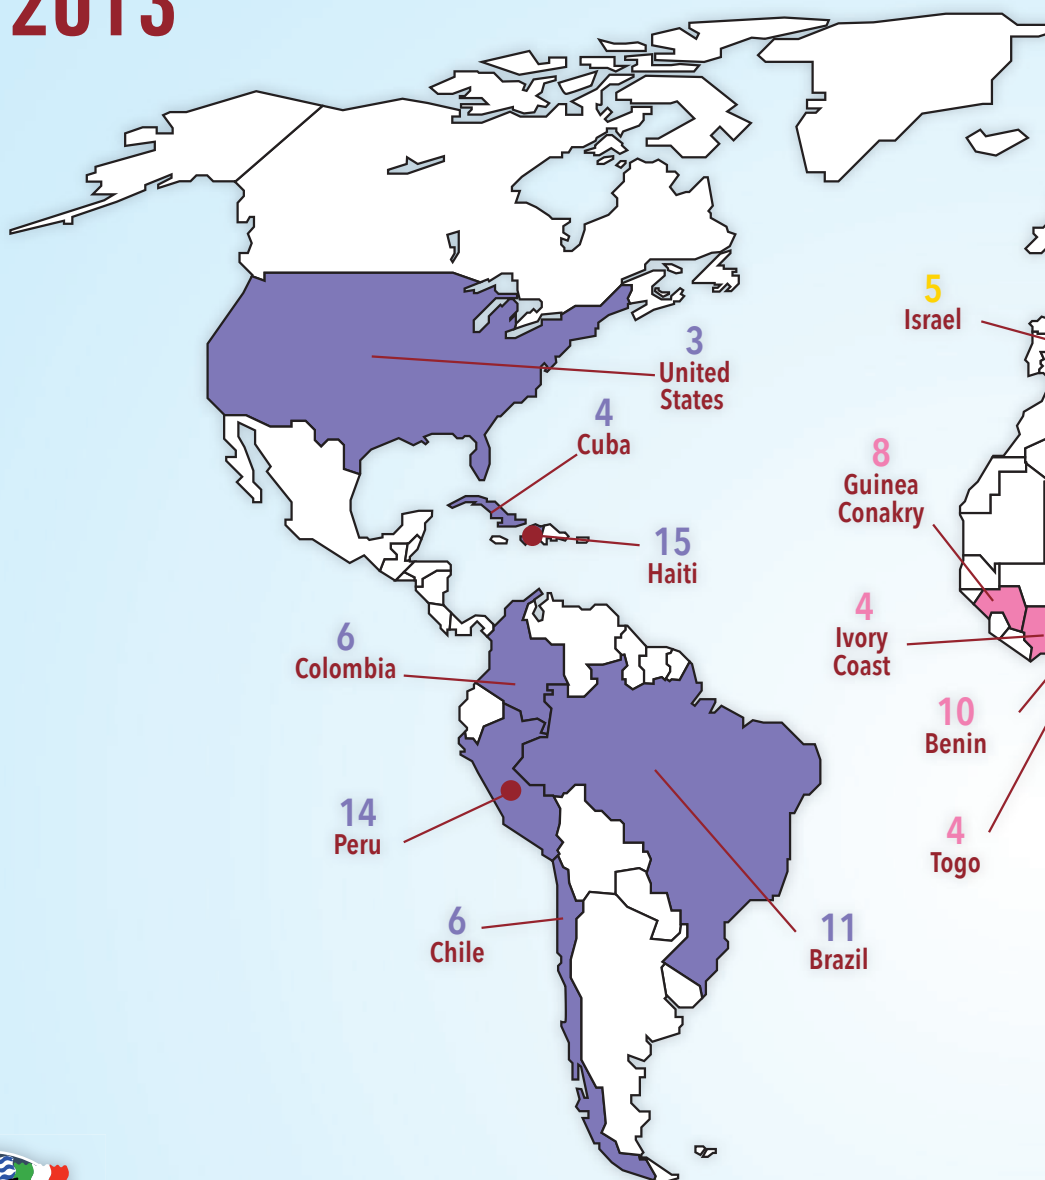 2013
5
Israel
3
United
States
4
Cuba
8
Guinea
Conakry
15
Haiti
4
Ivory
Coast
6
Colombia
10
Benin
14
Peru
4
Togo
6
Chile
11
Brazil